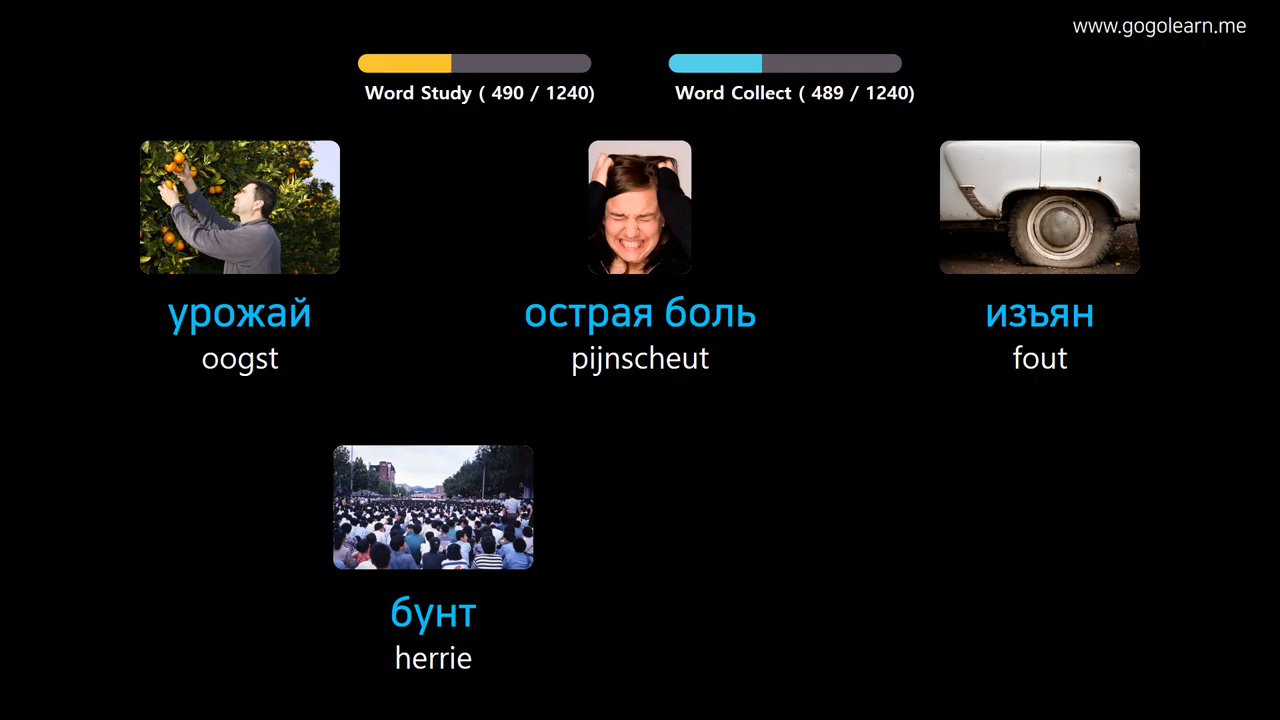 www.gogolearn.me
Word Study ( 490 / 1240)
Word Collect ( 489 / 1240)
урожай
oogst
острая боль
pijnscheut
изъян
fout
бунт
herrie